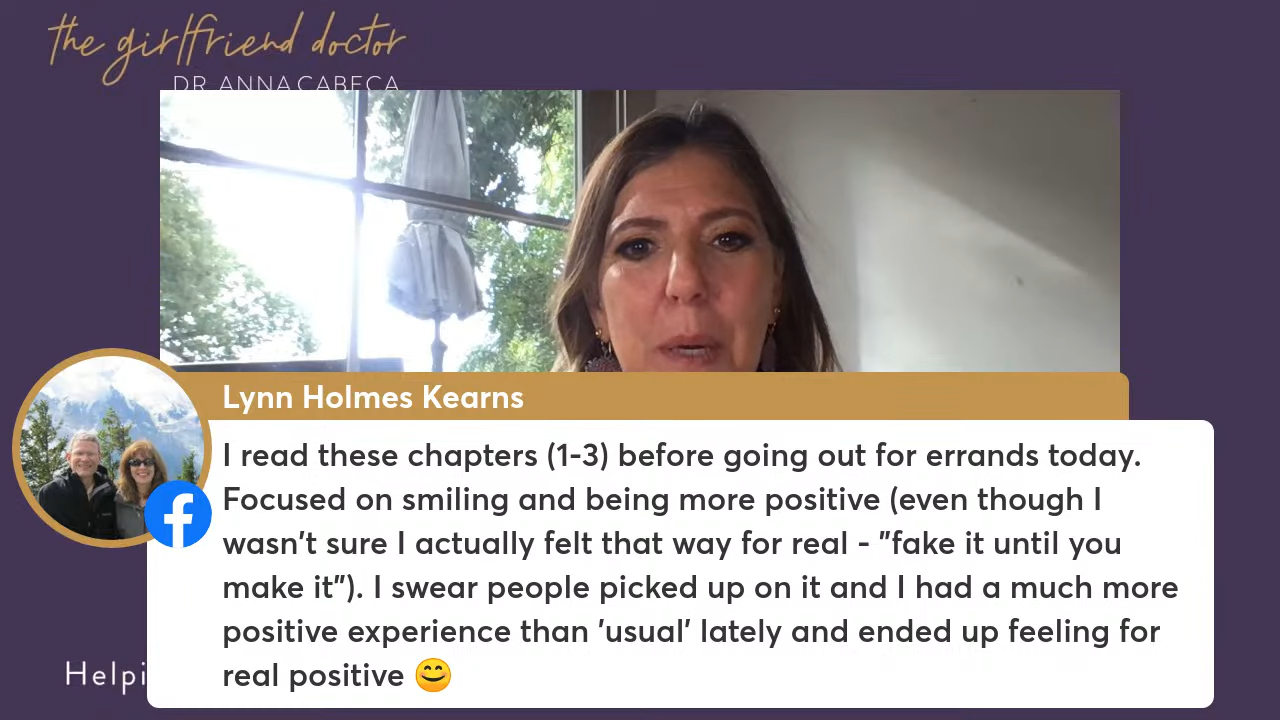 the girlfriend doctor
DR. ANNA CABECA
Lynn Holmes Kearns
I read these chapters (1-3) before going out for errands today.
Focused on smiling and being more positive (even though I
wasn't sure I actually felt that way for real - "fake it until you
make it"). I swear people picked up on it and I had a much more
positive experience than 'usual' lately and ended up feeling for
real positive 😊
Helpi